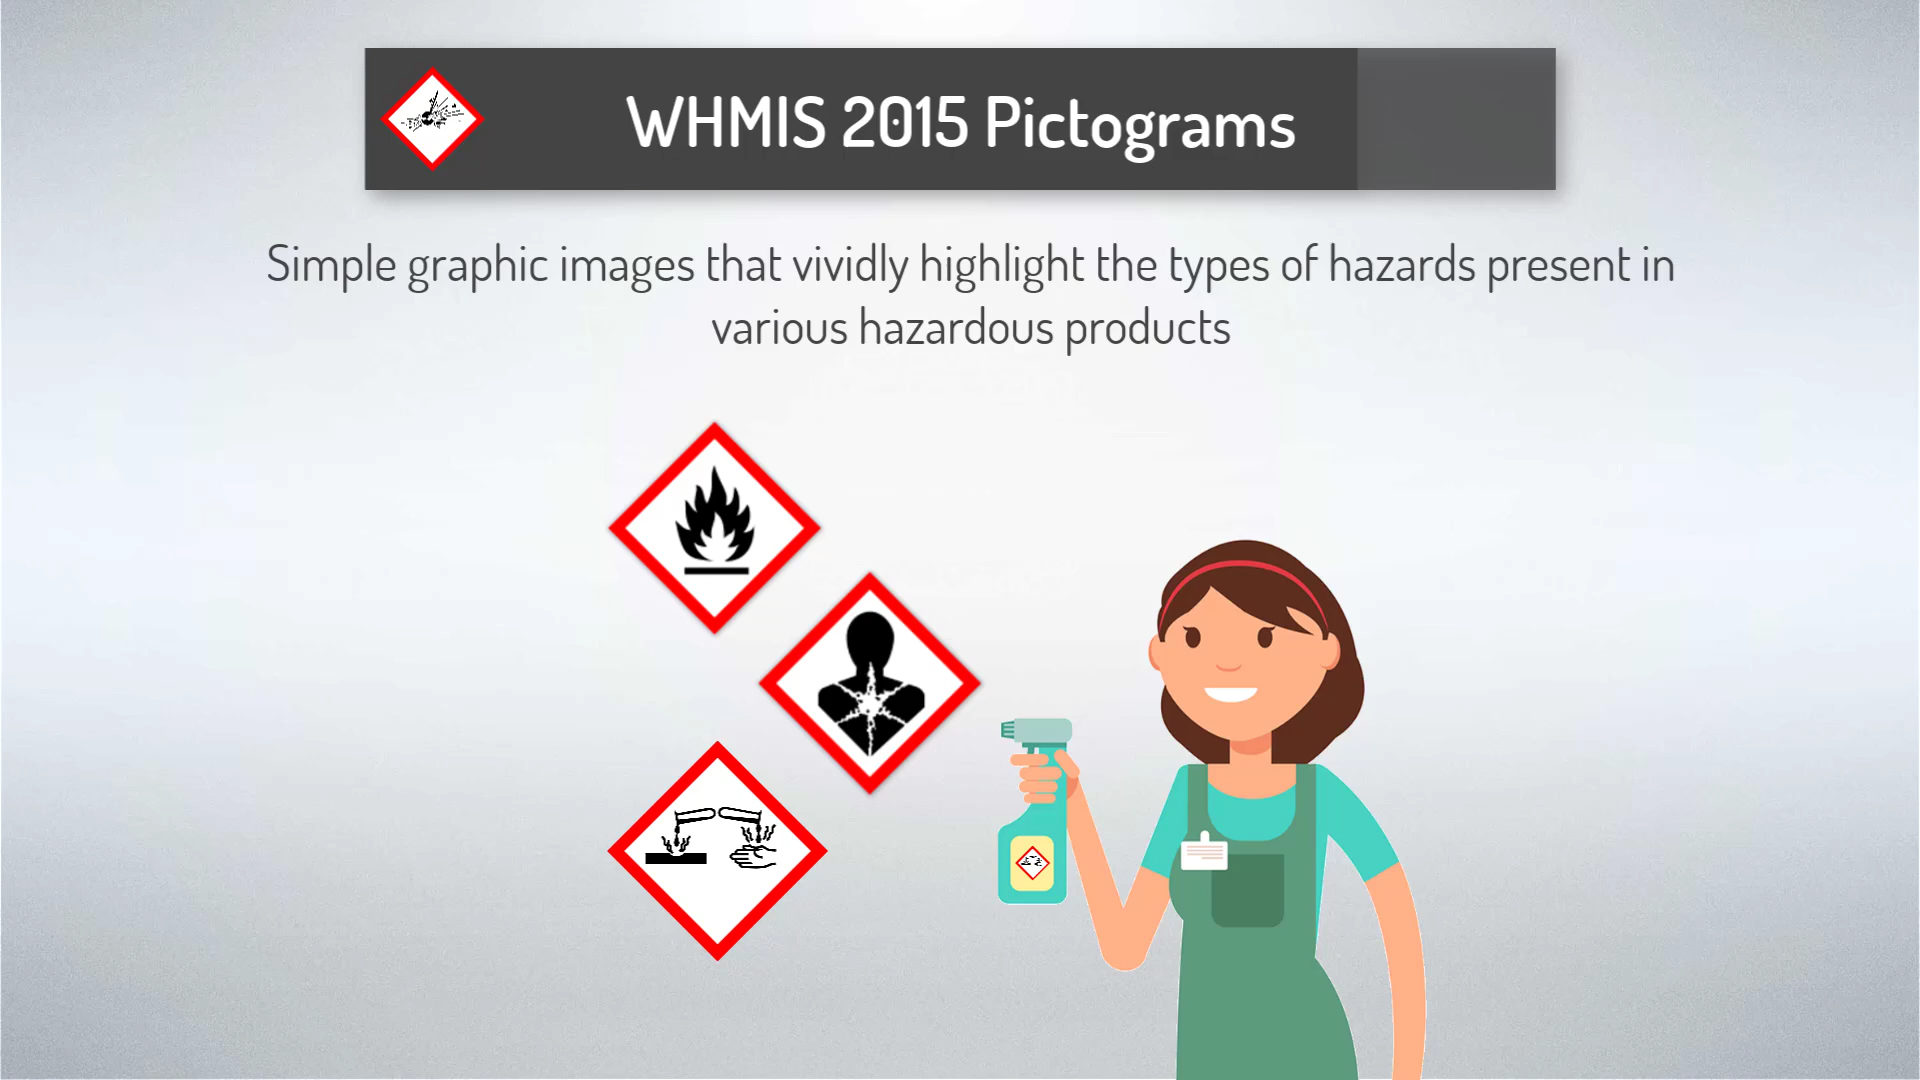 WHMIS 2015 Pictograms
Simple graphic images that vividly highlight the types of hazards present in
various hazardous products